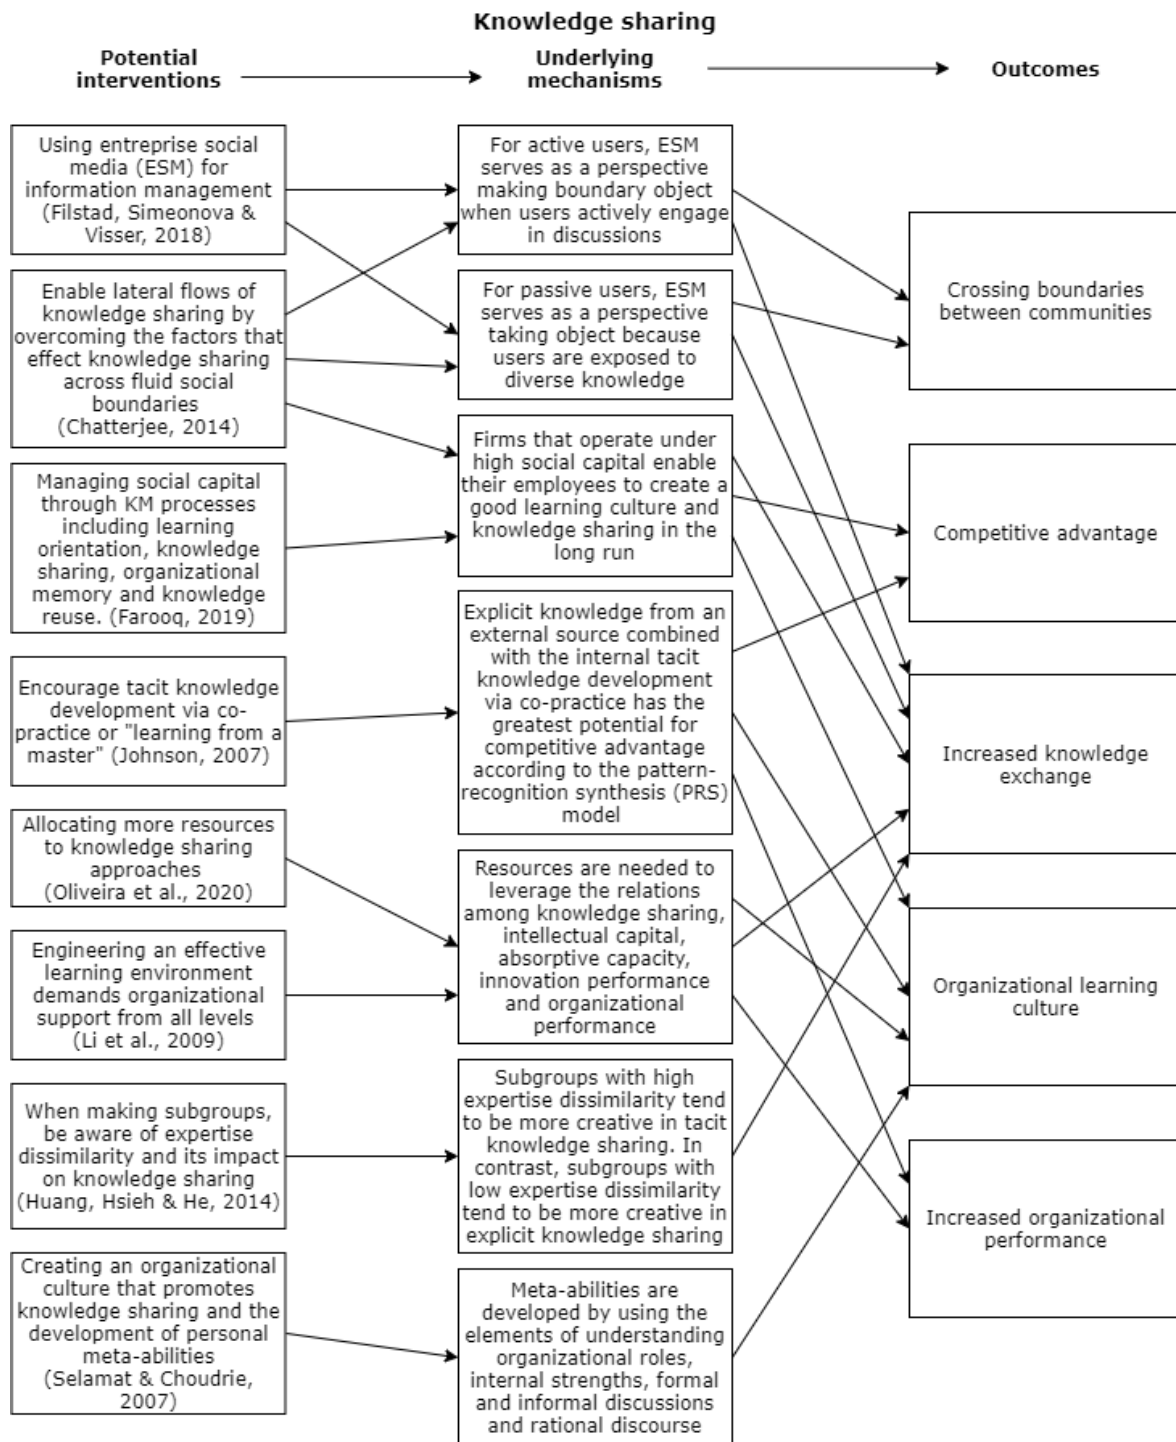 Knowledge sharing
Potential
interventions
Underlying
mechanisms
Outcomes
Using entreprise social
media (ESM) for
information management
(Filstad, Simeonova &
Visser, 2018)
Enable lateral flows of
knowledge sharing by
overcoming the factors that
effect knowledge sharing
across fluid social
boundaries
(Chatterjee, 2014)
Managing social capital
through KM processes
including learning
orientation, knowledge
sharing, organizational
memory and knowledge
reuse. (Farooq, 2019)
Encourage tacit knowledge
development via co-
practice or "learning from a
master" (Johnson, 2007)
Allocating more resources
to knowledge sharing
approaches
(Oliveira et al., 2020)
Engineering an effective
learning environment
demands organizational
support from all levels
(Li et al., 2009)
When making subgroups,
be aware of expertise
dissimilarity and its impact
on knowledge sharing
(Huang, Hsieh & He, 2014)
Creating an organizational
culture that promotes
knowledge sharing and the
development of personal
meta-abilities
(Selamat & Choudrie,
2007)
For active users, ESM
serves as a perspective
making boundary object
when users actively engage
in discussions
For passive users, ESM
serves as a perspective
taking object because
users are exposed to
diverse knowledge
Firms that operate under
high social capital enable
their employees to create a
good learning culture and
knowledge sharing in the
long run
Explicit knowledge from an
external source combined
with the internal tacit
knowledge development
via co-practice has the
greatest potential for
competitive advantage
according to the pattern-
recognition synthesis (PRS)
model
Resources are needed to
leverage the relations
among knowledge sharing,
intellectual capital,
absorptive capacity,
innovation performance
and organizational
performance
Subgroups with high
expertise dissimilarity tend
to be more creative in tacit
knowledge sharing. In
contrast, subgroups with
low expertise dissimilarity
tend to be more creative in
explicit knowledge sharing
Meta-abilities are
developed by using the
elements of understanding
organizational roles,
internal strengths, formal
and informal discussions
and rational discourse
Crossing boundaries
between communities
Competitive advantage
Increased knowledge
exchange
Organizational learning
culture
Increased organizational
performance